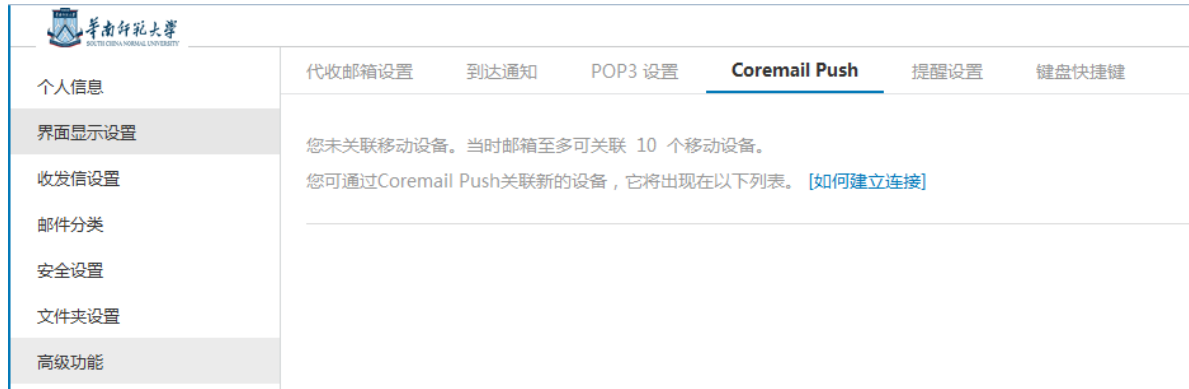 华南师范大学
SOUTH CHINA NORMAL UNIVERSITY
代收邮箱设置 到达通知 POP3 设置 Coremail Push 提醒设置 键盘快捷键
个人信息
界面显示设置
收发信设置
邮件分类
安全设置
文件夹设置
高级功能
您未关联移动设备。当时邮箱至多可关联 10 个移动设备。
您可通过Coremail Push关联新的设备，它将出现在以下列表。 [如何建立连接]